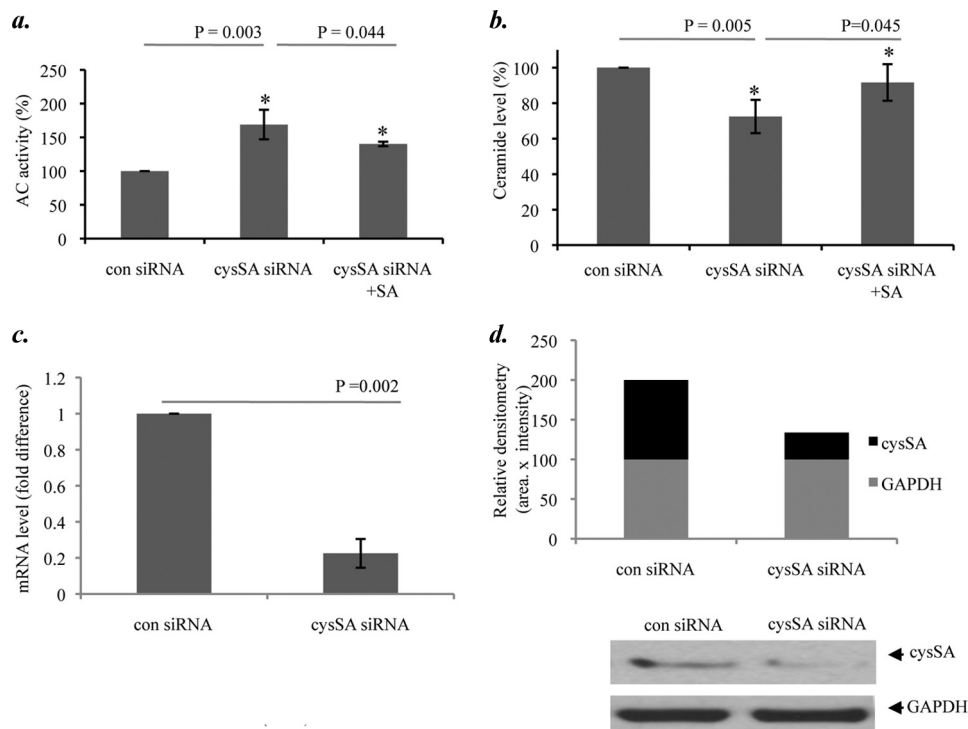 a.
P = 0.003
P = 0.044
AC activity (%)
250
200
150
100
50
0
*
*
con siRNA
cysSA siRNA
cysSA siRNA
+SA
b.
P = 0.005
P=0.045
Ceramide level (%)
100
80
60
40
20
0
*
*
con siRNA
cysSA siRNA
cysSA siRNA
+SA
c.
P =0.002
mRNA level (fold difference)
1.2
1
0.8
0.6
0.4
0.2
0
con siRNA
cysSA siRNA
d.
Relative densitometry
(area. x intensity)
250
200
150
100
50
0
cysSA
GAPDH
con siRNA
cysSA siRNA
con siRNA
cysSA siRNA
cysSA
GAPDH